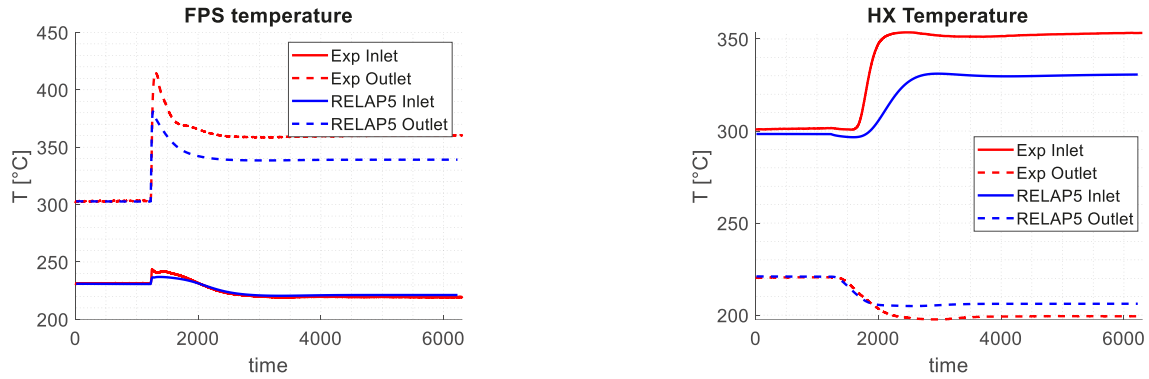 FPS temperature
450
400
350
300
250
200
T [°C]
0
2000
4000
6000
time
Exp Inlet
Exp Outlet
RELAP5 Inlet
RELAP5 Outlet
HX Temperature
350
300
250
200
T [°C]
0
2000
4000
6000
time
Exp Inlet
Exp Outlet
RELAP5 Inlet
RELAP5 Outlet